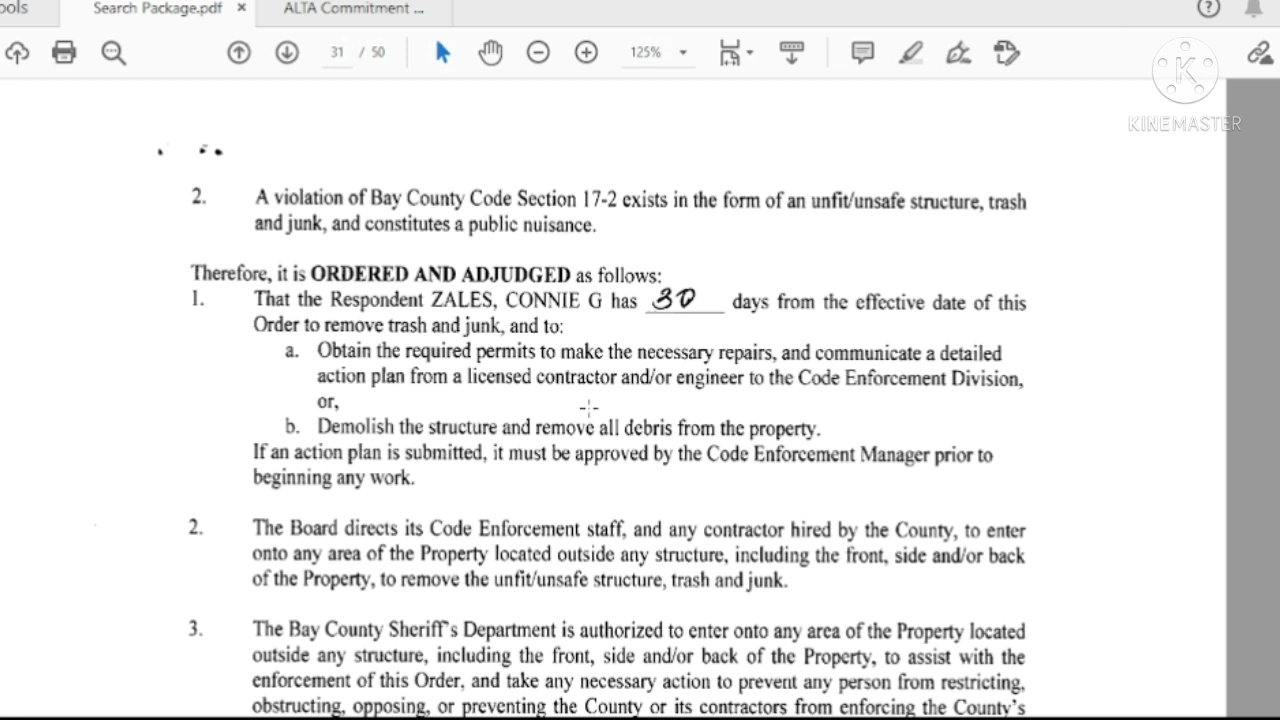 ools
Search Package.pdf
ALTA Commitment ...
31 / 50
125%
K
KINEMASTER
2. A violation of Bay County Code Section 17-2 exists in the form of an unfit/unsafe structure, trash
and junk, and constitutes a public nuisance.
Therefore, it is ORDERED AND ADJUDGED as follows:
1. That the Respondent ZALES, CONNIE G has 30 days from the effective date of this
Order to remove trash and junk, and to:
a. Obtain the required permits to make the necessary repairs, and communicate a detailed
action plan from a licensed contractor and/or engineer to the Code Enforcement Division,
or,
b. Demolish the structure and remove all debris from the property.
If an action plan is submitted, it must be approved by the Code Enforcement Manager prior to
beginning any work.
2. The Board directs its Code Enforcement staff, and any contractor hired by the County, to enter
onto any area of the Property located outside any structure, including the front, side and/or back
of the Property, to remove the unfit/unsafe structure, trash and junk.
3. The Bay County Sheriff's Department is authorized to enter onto any area of the Property located
outside any structure, including the front, side and/or back of the Property, to assist with the
enforcement of this Order, and take any necessary action to prevent any person from restricting,
obstructing, opposing, or preventing the County or its contractors from enforcing the County's